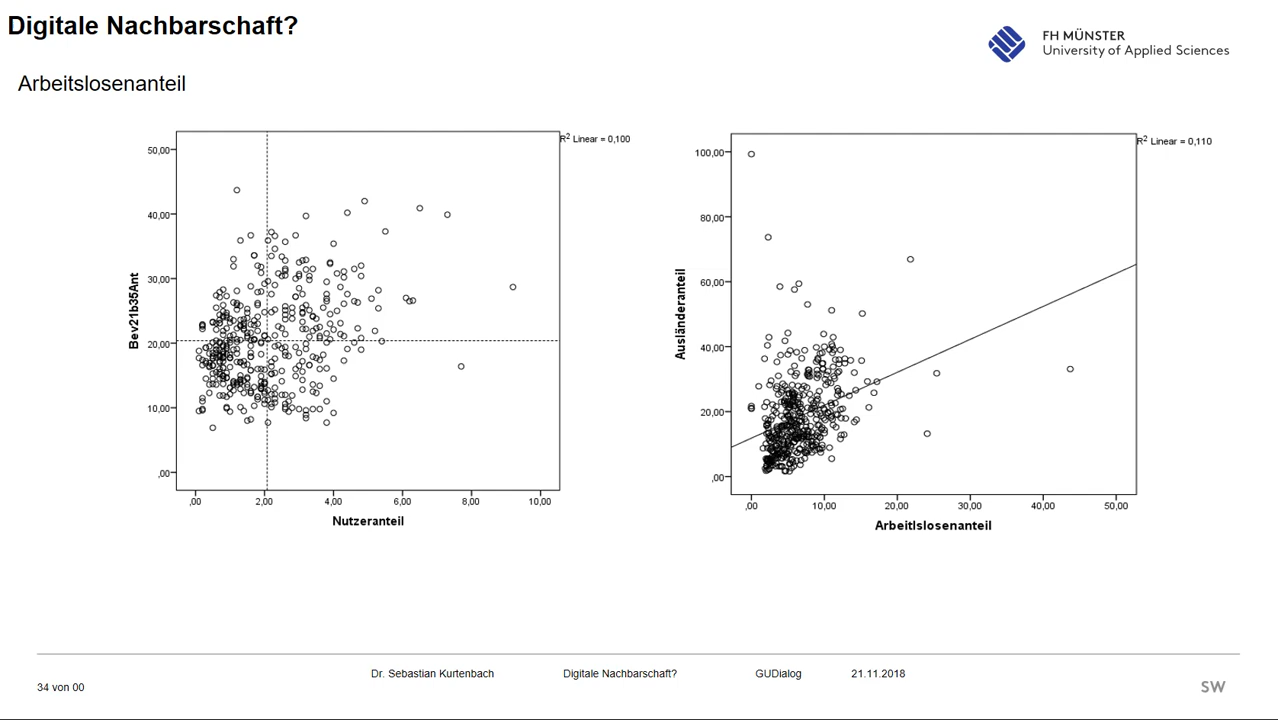 Digitale Nachbarschaft?
FH MÜNSTER
University of Applied Sciences
Arbeitslosenanteil
R² Linear = 0,100
50,00
40,00
30,00
20,00
10,00
,00
Bev21b35Ant
,00 2,00 4,00 6,00 8,00 10,00
Nutzeranteil
R² Linear = 0,110
100,00
80,00
60,00
40,00
20,00
,00
Ausländeranteil
,00 10,00 20,00 30,00 40,00 50,00
Arbeitlslosenanteil
Dr. Sebastian Kurtenbach Digitale Nachbarschaft? GUDialog 21.11.2018
34 von 00
SW